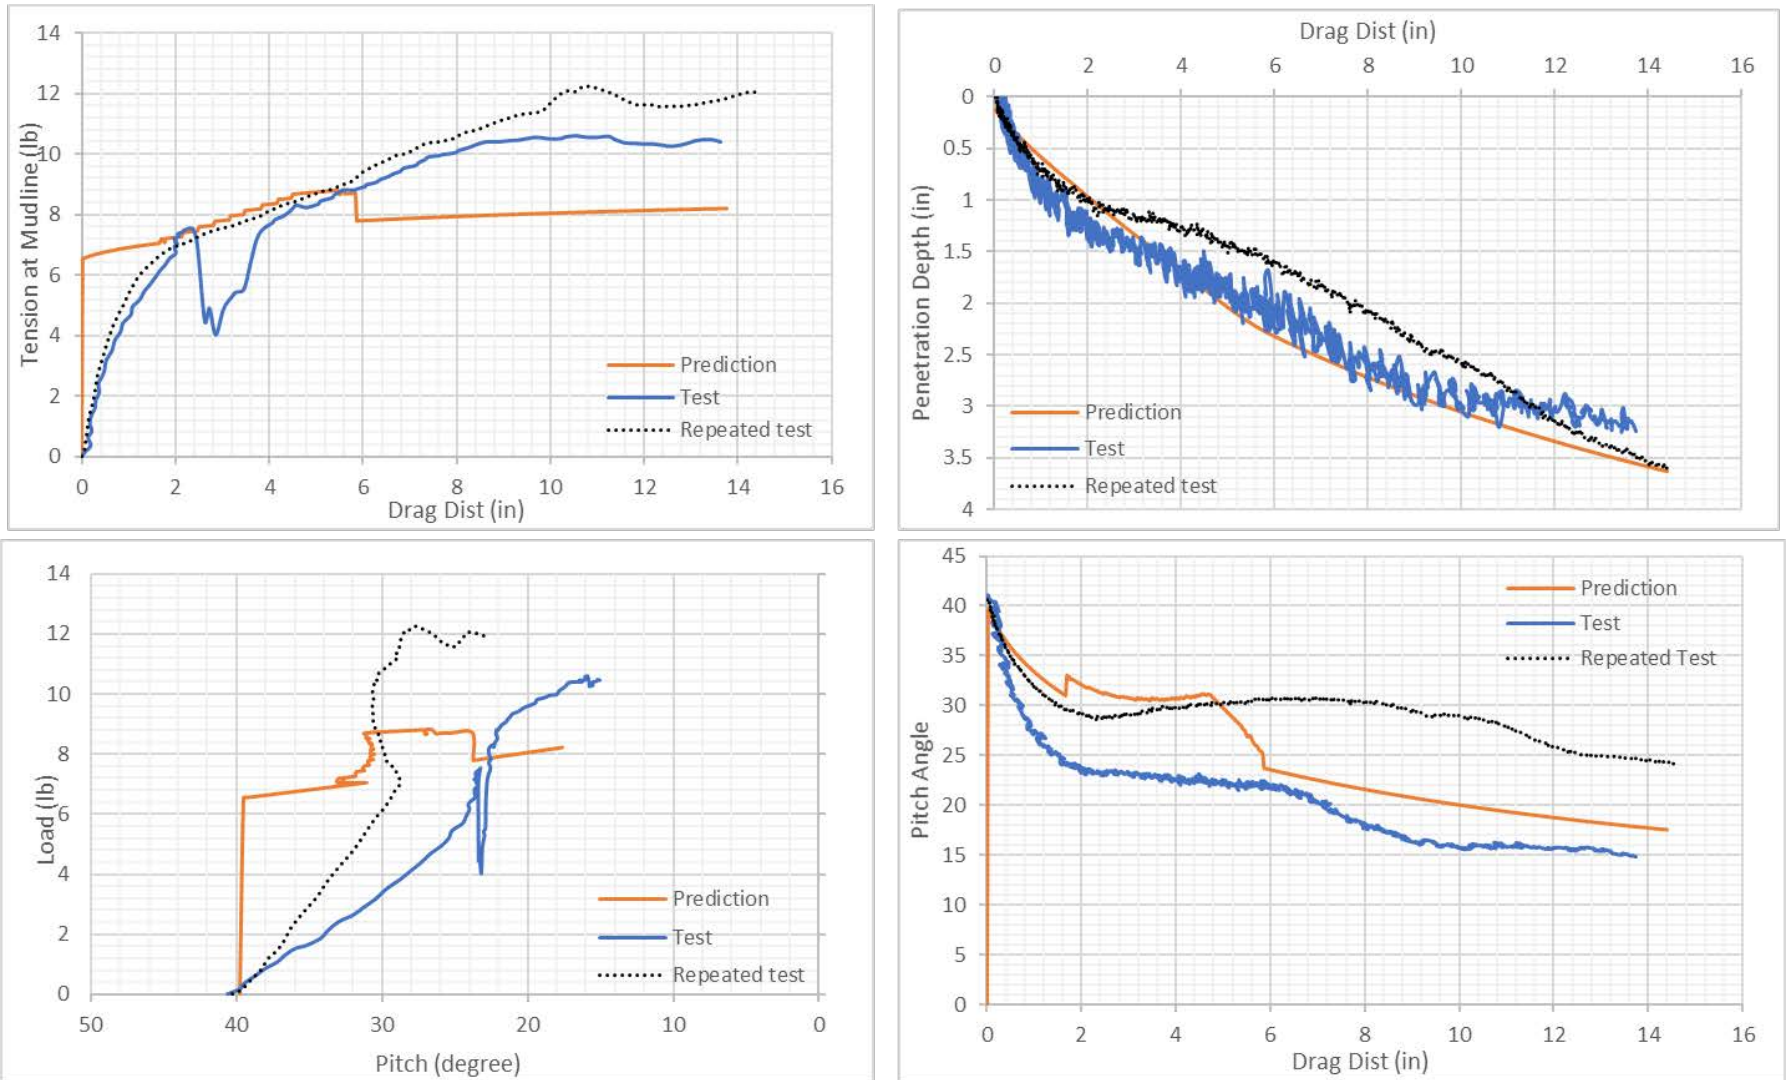 14
12
10
8
6
4
2
0
Tension at Mudline (lb)
Prediction
Test
Repeated test
0 2 4 6 8 10 12 14 16
Drag Dist (in)
Drag Dist (in)
0 2 4 6 8 10 12 14 16
0
0.5
1
1.5
2
2.5
3
3.5
4
Penetration Depth (in)
Prediction
Test
Repeated test
14
12
10
8
6
4
2
0
Load (lb)
Prediction
Test
Repeated test
50 40 30 20 10 0
Pitch (degree)
45
40
35
30
25
20
15
10
5
0
Pitch Angle
Prediction
Test
Repeated Test
0 2 4 6 8 10 12 14 16
Drag Dist (in)